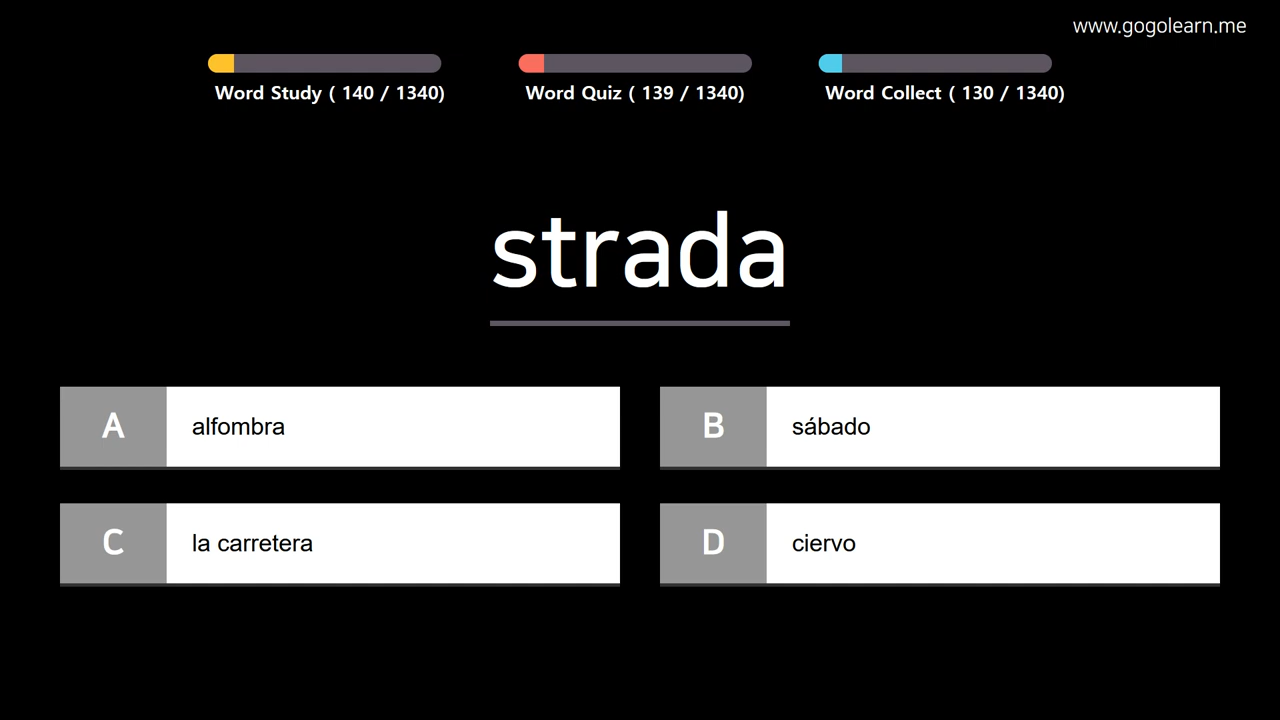 www.gogolearn.me
Word Study ( 140 / 1340)
Word Quiz ( 139 / 1340)
Word Collect ( 130 / 1340)
strada
A alfombra
B sábado
C la carretera
D ciervo